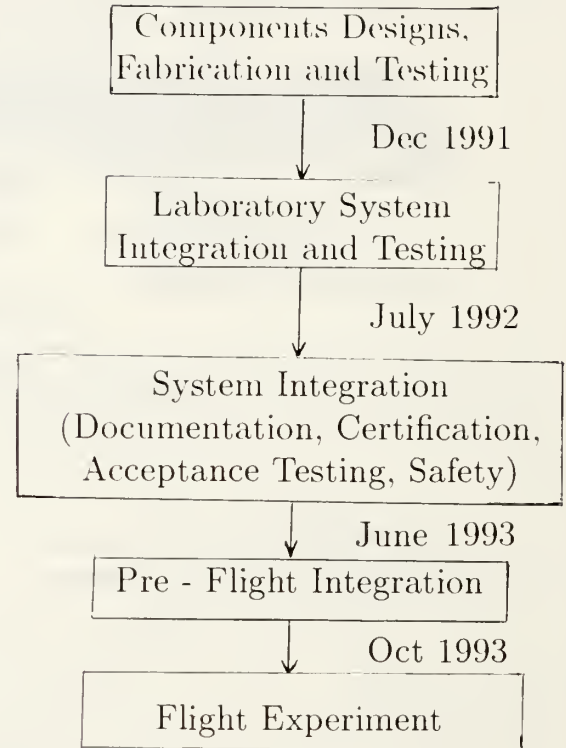 Components Designs,
Fabrication and Testing
Dec 1991
Laboratory System
Integration and Testing
July 1992
System Integration
(Documentation, Certification,
Acceptance Testing, Safety)
June 1993
Pre - Flight Integration
Oct 1993
Flight Experiment